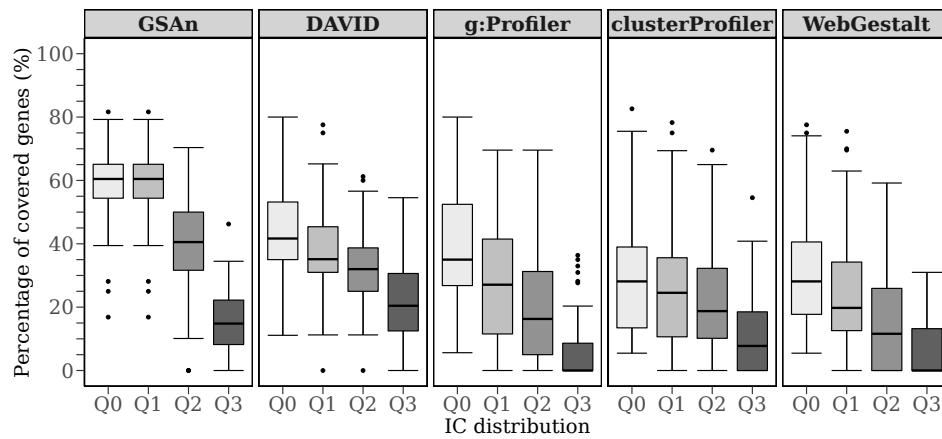 GSAn DAVID g:Profiler clusterProfiler WebGestalt
Percentage of covered genes (%)
100
80
60
40
20
0
Q0 Q1 Q2 Q3 Q0 Q1 Q2 Q3 Q0 Q1 Q2 Q3 Q0 Q1 Q2 Q3 Q0 Q1 Q2 Q3
IC distribution